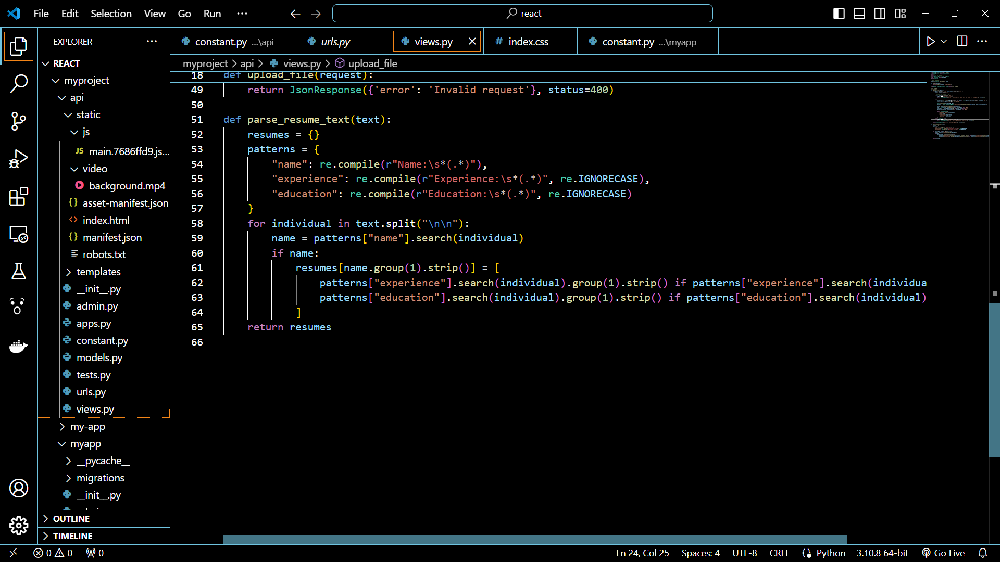 File Edit Selection View Go Run ··· react
EXPLORER ···
REACT
myproject
api
static
js
JS main.7686ffd9.js...
video
background.mp4
{} asset-manifest.json
<> index.html
{} manifest.json
robots.txt
templates
__init__.py
admin.py
apps.py
constant.py
models.py
tests.py
urls.py
views.py
my-app
myapp
__pycache__
migrations
__init__.py
OUTLINE
TIMELINE
constant.py ...\api urls.py views.py # index.css constant.py ...\myapp
myproject > api > views.py > upload_file
18 def upload_file(request):
49 return JsonResponse({'error': 'Invalid request'}, status=400)
50
51 def parse_resume_text(text):
52 resumes = {}
53 patterns = {
54 "name": re.compile(r"Name:\s*(.*)"),
55 "experience": re.compile(r"Experience:\s*(.*)", re.IGNORECASE),
56 "education": re.compile(r"Education:\s*(.*)", re.IGNORECASE)
57 }
58 for individual in text.split("\n\n"):
59 name = patterns["name"].search(individual)
60 if name:
61 resumes[name.group(1).strip()] = [
62 patterns["experience"].search(individual).group(1).strip() if patterns["experience"].search(individua
63 patterns["education"].search(individual).group(1).strip() if patterns["education"].search(individual)
64 ]
65 return resumes
66
0 0 0 Ln 24, Col 25 Spaces: 4 UTF-8 CRLF {} Python 3.10.8 64-bit Go Live